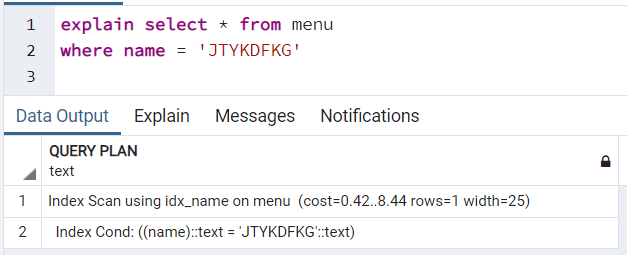 1 explain select * from menu
2 where name = 'JTYKDFKG'
3
Data Output Explain Messages Notifications
QUERY PLAN
text
1 Index Scan using idx_name on menu (cost=0.42..8.44 rows=1 width=25)
2 Index Cond: ((name)::text = 'JTYKDFKG'::text)